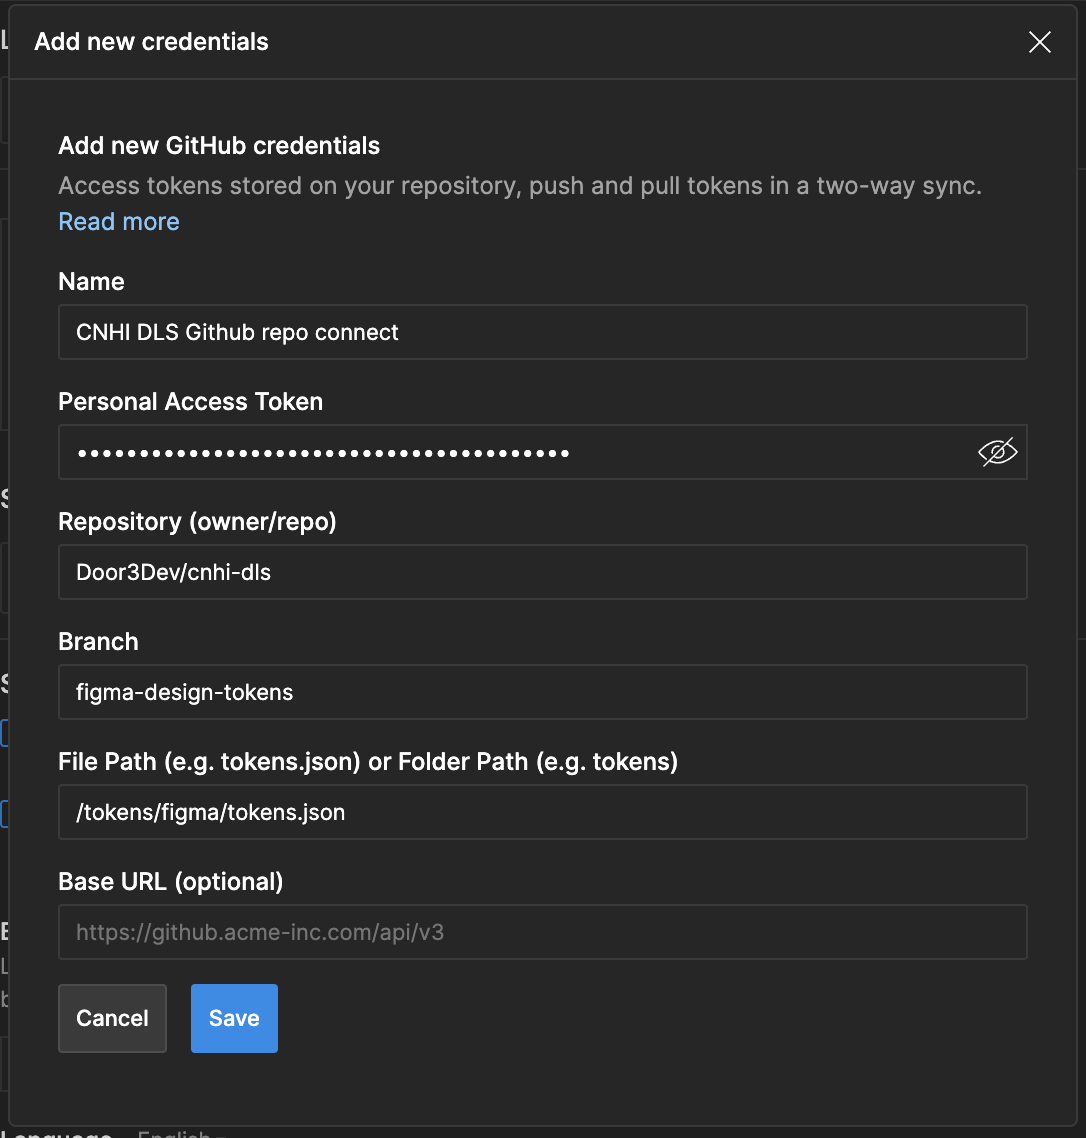 Add new credentials
Add new GitHub credentials
Access tokens stored on your repository, push and pull tokens in a two-way sync.
Read more
Name
CNHI DLS Github repo connect
Personal Access Token
••••••••••••••••••••••••••••••••••••••••
Repository (owner/repo)
Door3Dev/cnhi-dls
Branch
figma-design-tokens
File Path (e.g. tokens.json) or Folder Path (e.g. tokens)
/tokens/figma/tokens.json
Base URL (optional)
https://github.acme-inc.com/api/v3
Cancel Save
Language English